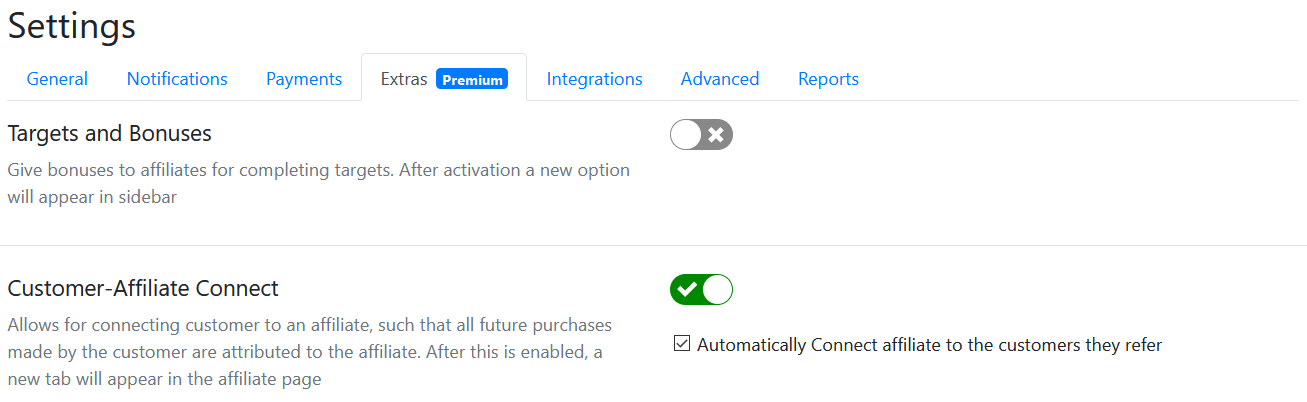 Settings
General Notifications Payments Extras Premium Integrations Advanced Reports
Targets and Bonuses
Give bonuses to affiliates for completing targets. After activation a new option
will appear in sidebar
Customer-Affiliate Connect
Allows for connecting customer to an affiliate, such that all future purchases
made by the customer are attributed to the affiliate. After this is enabled, a
new tab will appear in the affiliate page
Automatically Connect affiliate to the customers they refer